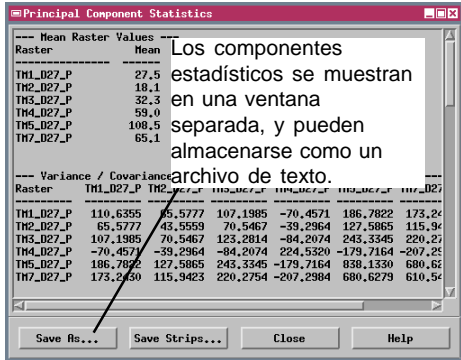 Principal Component Statistics
--- Mean Raster Values ---
Raster Mean
TM1_D27_P 27.5
TM2_D27_P 18.1
TM3_D27_P 32.3
TM4_D27_P 59.0
TM5_D27_P 108.5
TM7_D27_P 65.1
Los componentes
estadísticos se muestran
en una ventana
separada, y pueden
almacenarse como un
archivo de texto.
--- Variance / Covariance
Raster TM1_D27_P TM2_D27_P TM3_D27_P TM4_D27_P TM5_D27_P TM7_D27
TM1_D27_P 110.6355 65.5777 107.1985 -70.4571 186.7822 173.24
TM2_D27_P 65.5777 43.5559 70.5467 -39.2964 127.5865 115.94
TM3_D27_P 107.1985 70.5467 123.2814 -84.2074 243.3345 220.27
TM4_D27_P -70.4571 -39.2964 -84.2074 224.5320 -179.7164 -207.29
TM5_D27_P 186.7822 127.5865 243.3345 -179.7164 838.1330 680.62
TM7_D27_P 173.2430 115.9423 220.2754 -207.2984 680.6279 610.54
Save As... Save Strips... Close Help